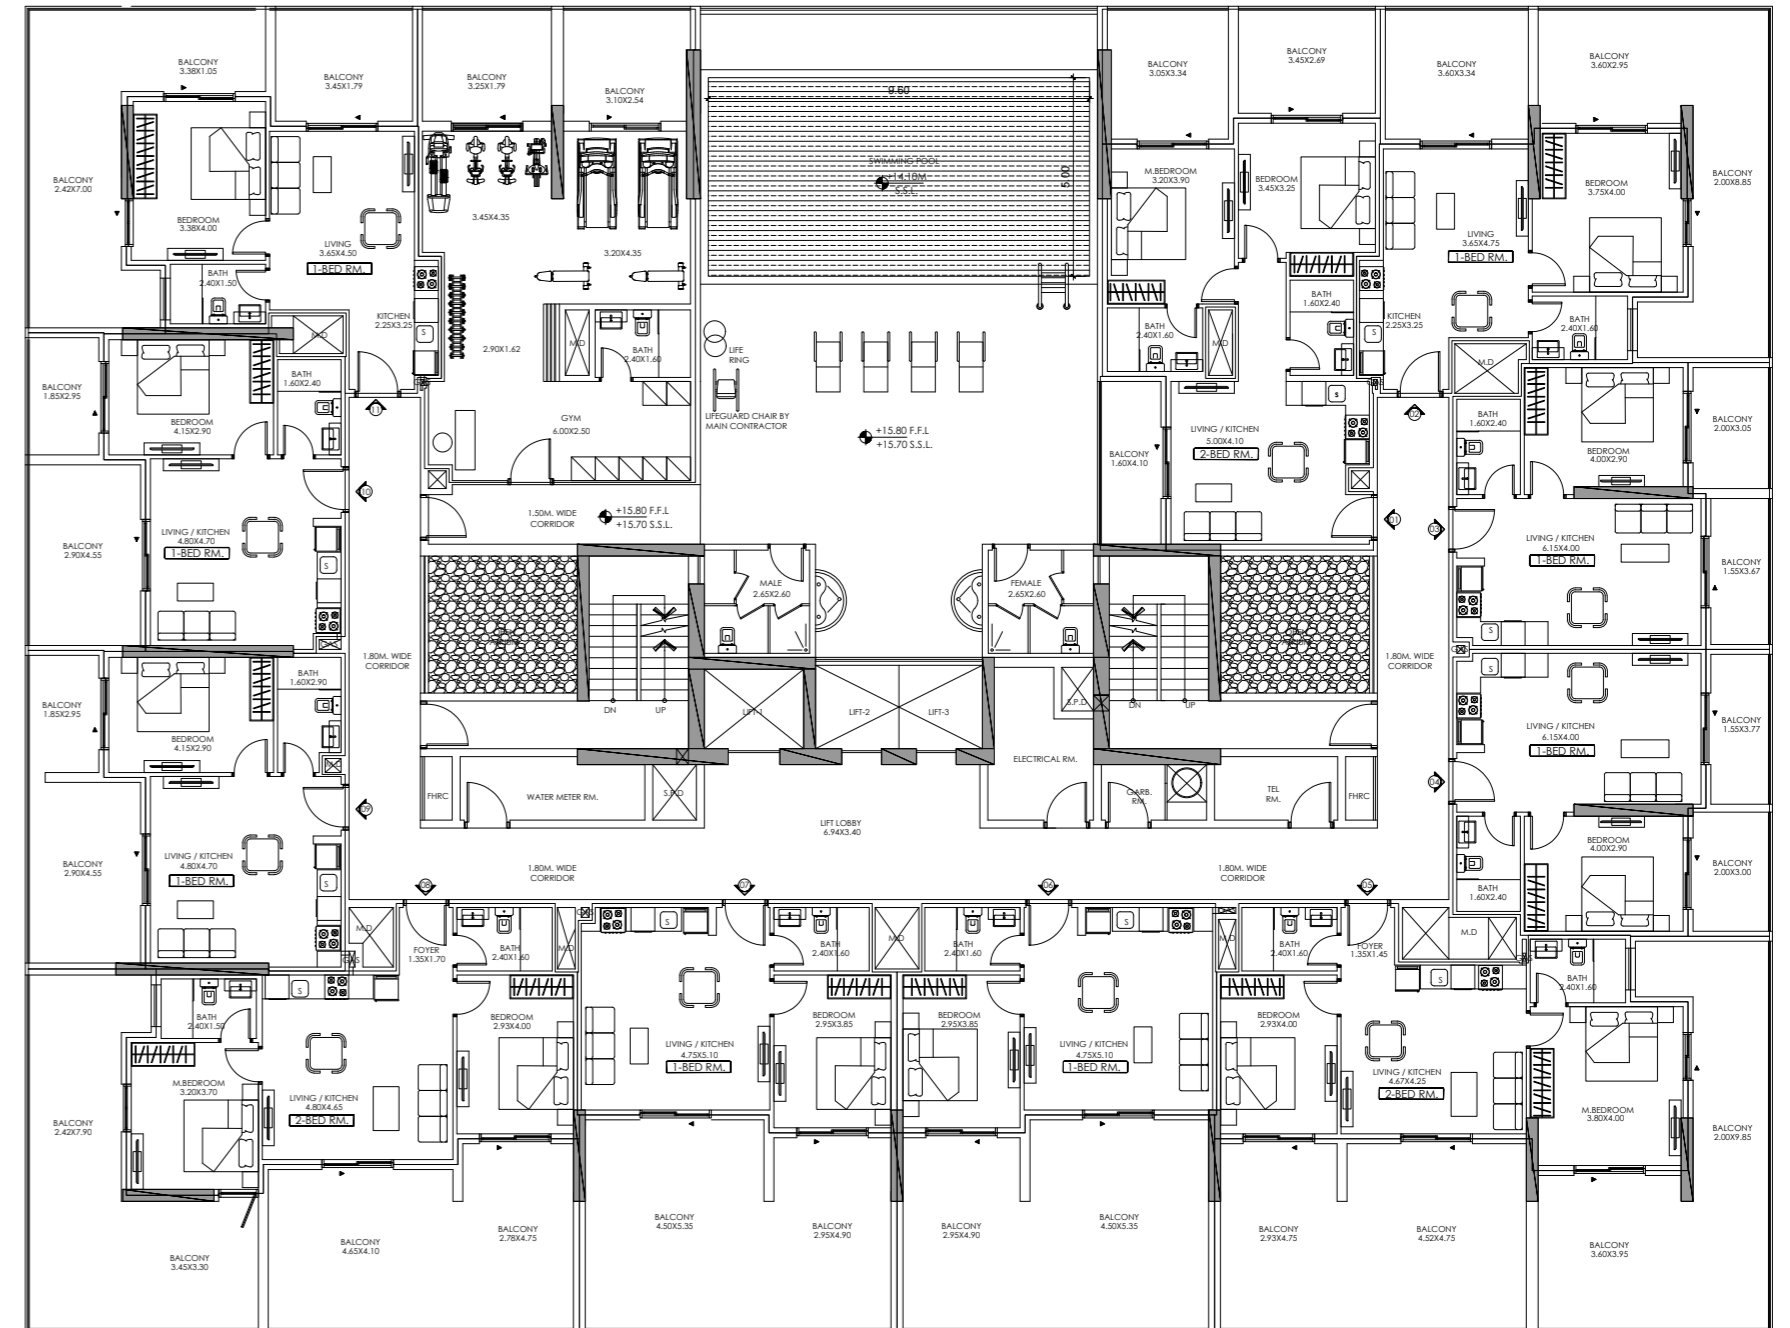 BALCONY
3.38X1.05
BALCONY
3.45X1.79
BALCONY
3.25X1.79
BALCONY
3.10X2.54
9.60
5.00
SWIMMING POOL
+14.10M
S.S.L.
BALCONY
3.05X3.34
BALCONY
3.45X2.69
BALCONY
3.60X3.34
BALCONY
3.60X2.95
BALCONY
2.42X7.00
BEDROOM
3.38X4.00
BATH
2.40X1.50
LIVING
3.65X4.50
1-BED RM.
KITCHEN
2.25X3.25
S
M.D
11
3.45X4.35
3.20X4.35
2.90X1.62
M.D
BATH
2.40X1.60
GYM
6.00X2.50
LIFE
RING
LIFEGUARD CHAIR BY
MAIN CONTRACTOR
+15.80 F.F.L
+15.70 S.S.L.
M.BEDROOM
3.20X3.90
BEDROOM
3.45X3.25
BATH
1.60X2.40
BATH
2.40X1.60
M.D
LIVING / KITCHEN
5.00X4.10
2-BED RM.
S
BALCONY
1.60X4.10
01
LIVING
3.65X4.75
1-BED RM.
KITCHEN
2.25X3.25
S
BEDROOM
3.75X4.00
BATH
2.40X1.60
M.D
02
BALCONY
2.00X8.85
BALCONY
1.85X2.95
BATH
1.60X2.40
BEDROOM
4.15X2.90
10
LIVING / KITCHEN
4.80X4.70
1-BED RM.
S
BALCONY
2.90X4.55
1.50M. WIDE
CORRIDOR
+15.80 F.F.L
+15.70 S.S.L.
BATH
1.60X2.40
BEDROOM
4.00X2.90
BALCONY
2.00X3.05
03
LIVING / KITCHEN
6.15X4.00
1-BED RM.
S
BALCONY
1.55X3.67
MALE
2.65X2.60
FEMALE
2.65X2.60
1.80M. WIDE
CORRIDOR
1.80M. WIDE
CORRIDOR
DN
UP
LIFT-1
LIFT-2
LIFT-3
S.P.D
DN
UP
BALCONY
1.85X2.95
BATH
1.60X2.90
BEDROOM
4.15X2.90
09
LIVING / KITCHEN
4.80X4.70
1-BED RM.
S
BALCONY
2.90X4.55
GAS
S
LIVING / KITCHEN
6.15X4.00
1-BED RM.
BALCONY
1.55X3.77
04
BEDROOM
4.00X2.90
BATH
1.60X2.40
BALCONY
2.00X3.00
FHRC
WATER METER RM.
S.P.D
ELECTRICAL RM.
GARB.
RM.
TEL
RM.
FHRC
LIFT LOBBY
6.94X3.40
1.80M. WIDE
CORRIDOR
1.80M. WIDE
CORRIDOR
08
07
06
05
M.D
FOYER
1.35X1.70
BATH
2.40X1.60
M.D
S
BATH
2.40X1.60
M.D
BATH
2.40X1.60
S
M.D
BATH
2.40X1.60
FOYER
1.35X1.45
M.D
S
BATH
2.40X1.60
BATH
2.40X1.50
M.BEDROOM
3.20X3.70
S
LIVING / KITCHEN
4.80X4.65
2-BED RM.
BEDROOM
2.93X4.00
LIVING / KITCHEN
4.75X5.10
1-BED RM.
BEDROOM
2.95X3.85
BEDROOM
2.95X3.85
LIVING / KITCHEN
4.75X5.10
1-BED RM.
BEDROOM
2.93X4.00
LIVING / KITCHEN
4.67X4.25
2-BED RM.
M.BEDROOM
3.80X4.00
BALCONY
2.42X7.90
BALCONY
2.00X9.85
BALCONY
3.45X3.30
BALCONY
4.65X4.10
BALCONY
2.78X4.75
BALCONY
4.50X5.35
BALCONY
2.95X4.90
BALCONY
2.95X4.90
BALCONY
4.50X5.35
BALCONY
2.93X4.75
BALCONY
4.52X4.75
BALCONY
3.60X3.95